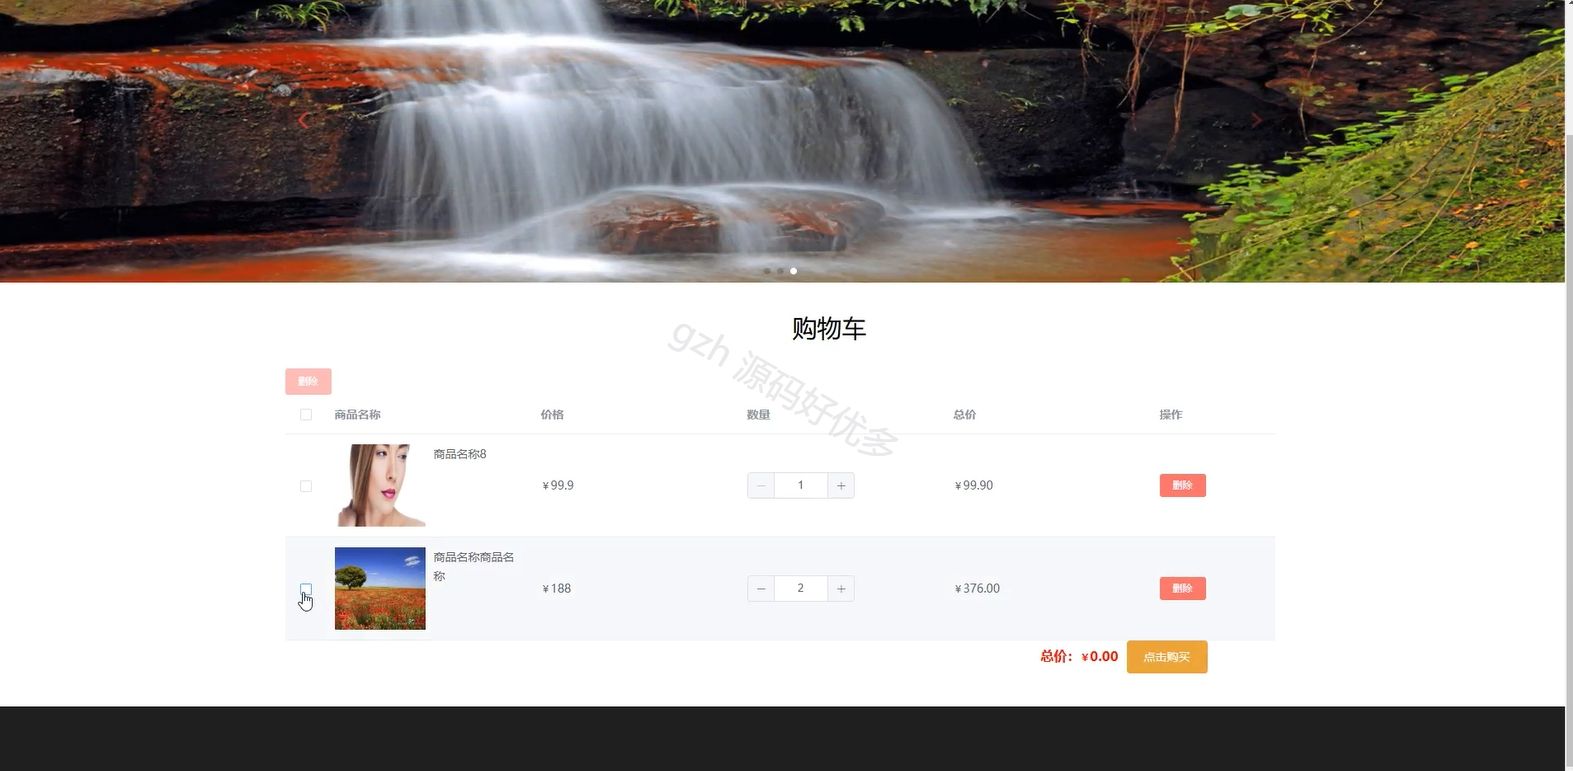 购物车
gzh 源码好优多
删除
商品名称 价格 数量 总价 操作
商品名称8
¥99.9 − 1 + ¥99.90 删除
商品名称商品名
称
¥188 − 2 + ¥376.00 删除
总价：¥0.00 点击购买